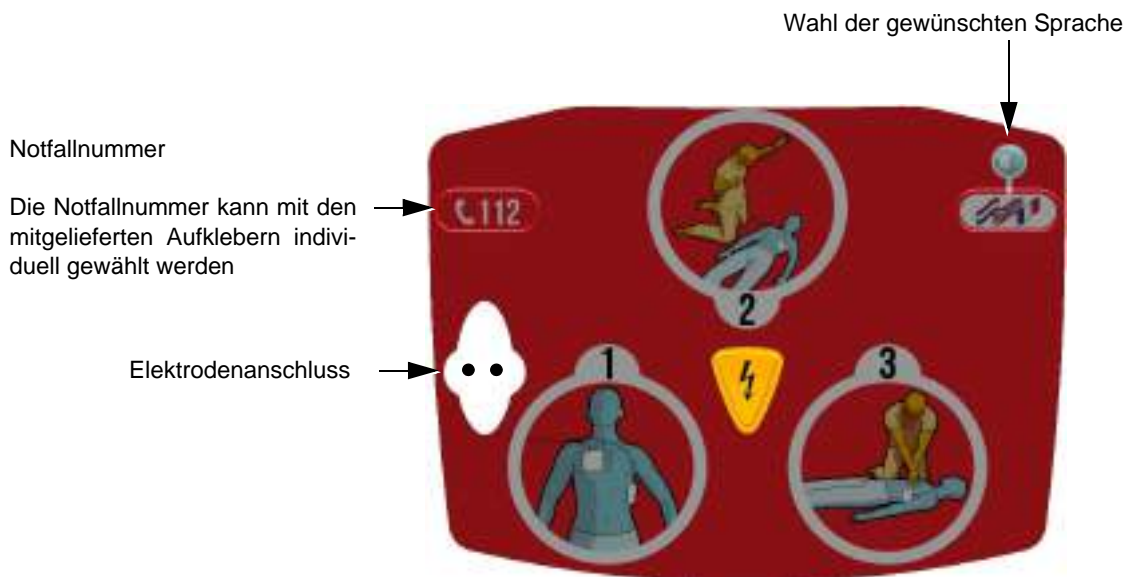 Wahl der gewünschten Sprache
Notfallnummer
Die Notfallnummer kann mit den
mitgelieferten Aufklebern indivi-
duell gewählt werden
112
2
Elektrodenanschluss
1
3